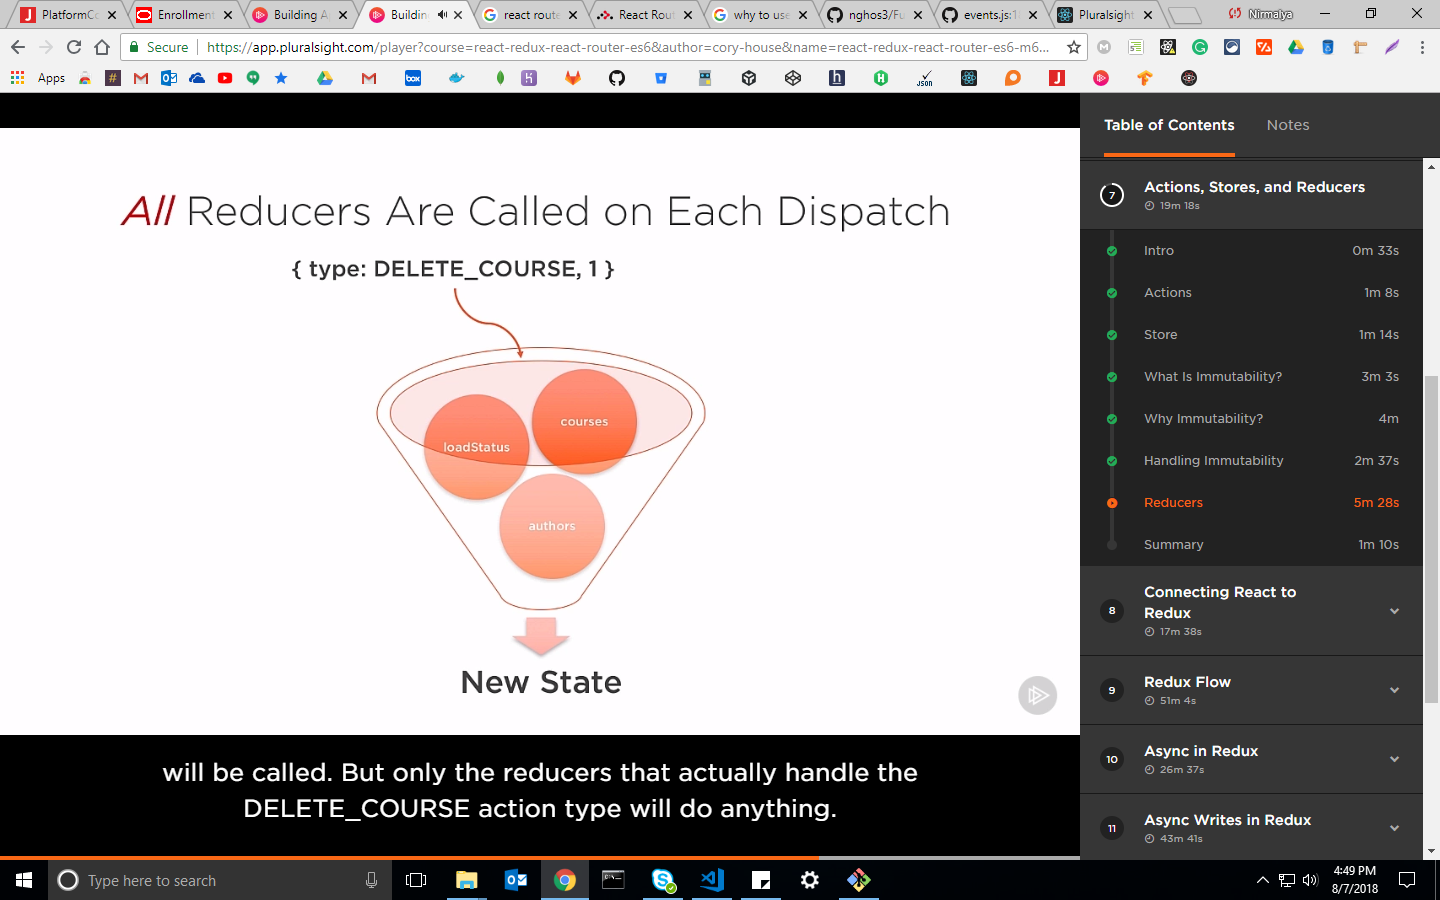 PlatformCo
Enrollment
Building A
Building
react route
React Rout
why to use
nghos3/Fu
events.js:1
Pluralsight
Nirmalya
Secure
https://app.pluralsight.com/player?course=react-redux-react-router-es6&author=cory-house&name=react-redux-react-router-es6-m6...
Apps
box
Json
All Reducers Are Called on Each Dispatch
{ type: DELETE_COURSE, 1 }
courses
loadStatus
authors
New State
will be called. But only the reducers that actually handle the
DELETE_COURSE action type will do anything.
Table of Contents
Notes
7
Actions, Stores, and Reducers
19m 18s
Intro 0m 33s
Actions 1m 8s
Store 1m 14s
What Is Immutability? 3m 3s
Why Immutability? 4m
Handling Immutability 2m 37s
Reducers 5m 28s
Summary 1m 10s
8
Connecting React to
Redux
17m 38s
9
Redux Flow
51m 4s
10
Async in Redux
26m 37s
11
Async Writes in Redux
43m 41s
Type here to search
4:49 PM
8/7/2018